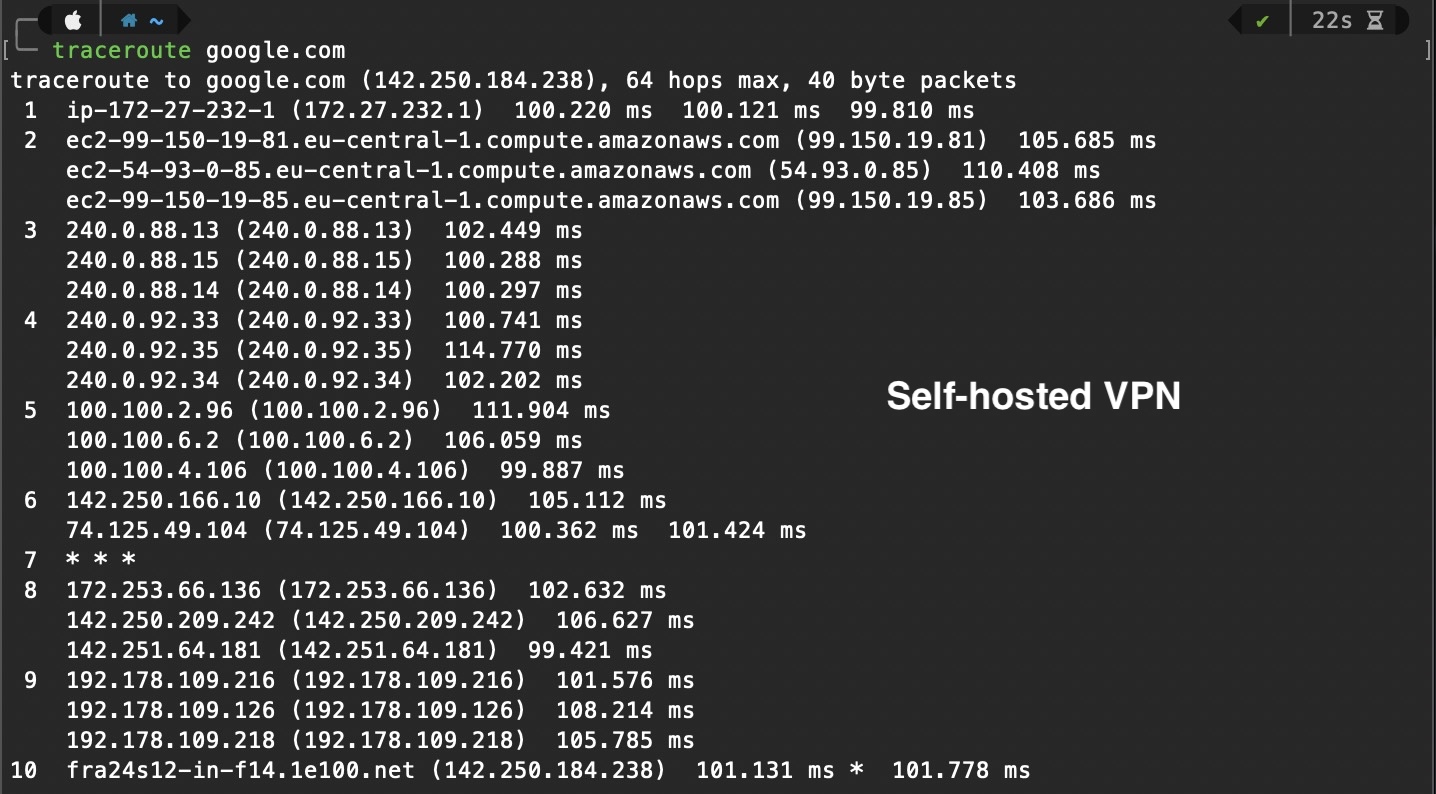 ~ ✔ 22s
traceroute google.com
traceroute to google.com (142.250.184.238), 64 hops max, 40 byte packets
1 ip-172-27-232-1 (172.27.232.1) 100.220 ms 100.121 ms 99.810 ms
2 ec2-99-150-19-81.eu-central-1.compute.amazonaws.com (99.150.19.81) 105.685 ms
ec2-54-93-0-85.eu-central-1.compute.amazonaws.com (54.93.0.85) 110.408 ms
ec2-99-150-19-85.eu-central-1.compute.amazonaws.com (99.150.19.85) 103.686 ms
3 240.0.88.13 (240.0.88.13) 102.449 ms
240.0.88.15 (240.0.88.15) 100.288 ms
240.0.88.14 (240.0.88.14) 100.297 ms
4 240.0.92.33 (240.0.92.33) 100.741 ms
240.0.92.35 (240.0.92.35) 114.770 ms
240.0.92.34 (240.0.92.34) 102.202 ms
Self-hosted VPN
5 100.100.2.96 (100.100.2.96) 111.904 ms
100.100.6.2 (100.100.6.2) 106.059 ms
100.100.4.106 (100.100.4.106) 99.887 ms
6 142.250.166.10 (142.250.166.10) 105.112 ms
74.125.49.104 (74.125.49.104) 100.362 ms 101.424 ms
7 * * *
8 172.253.66.136 (172.253.66.136) 102.632 ms
142.250.209.242 (142.250.209.242) 106.627 ms
142.251.64.181 (142.251.64.181) 99.421 ms
9 192.178.109.216 (192.178.109.216) 101.576 ms
192.178.109.126 (192.178.109.126) 108.214 ms
192.178.109.218 (192.178.109.218) 105.785 ms
10 fra24s12-in-f14.1e100.net (142.250.184.238) 101.131 ms * 101.778 ms